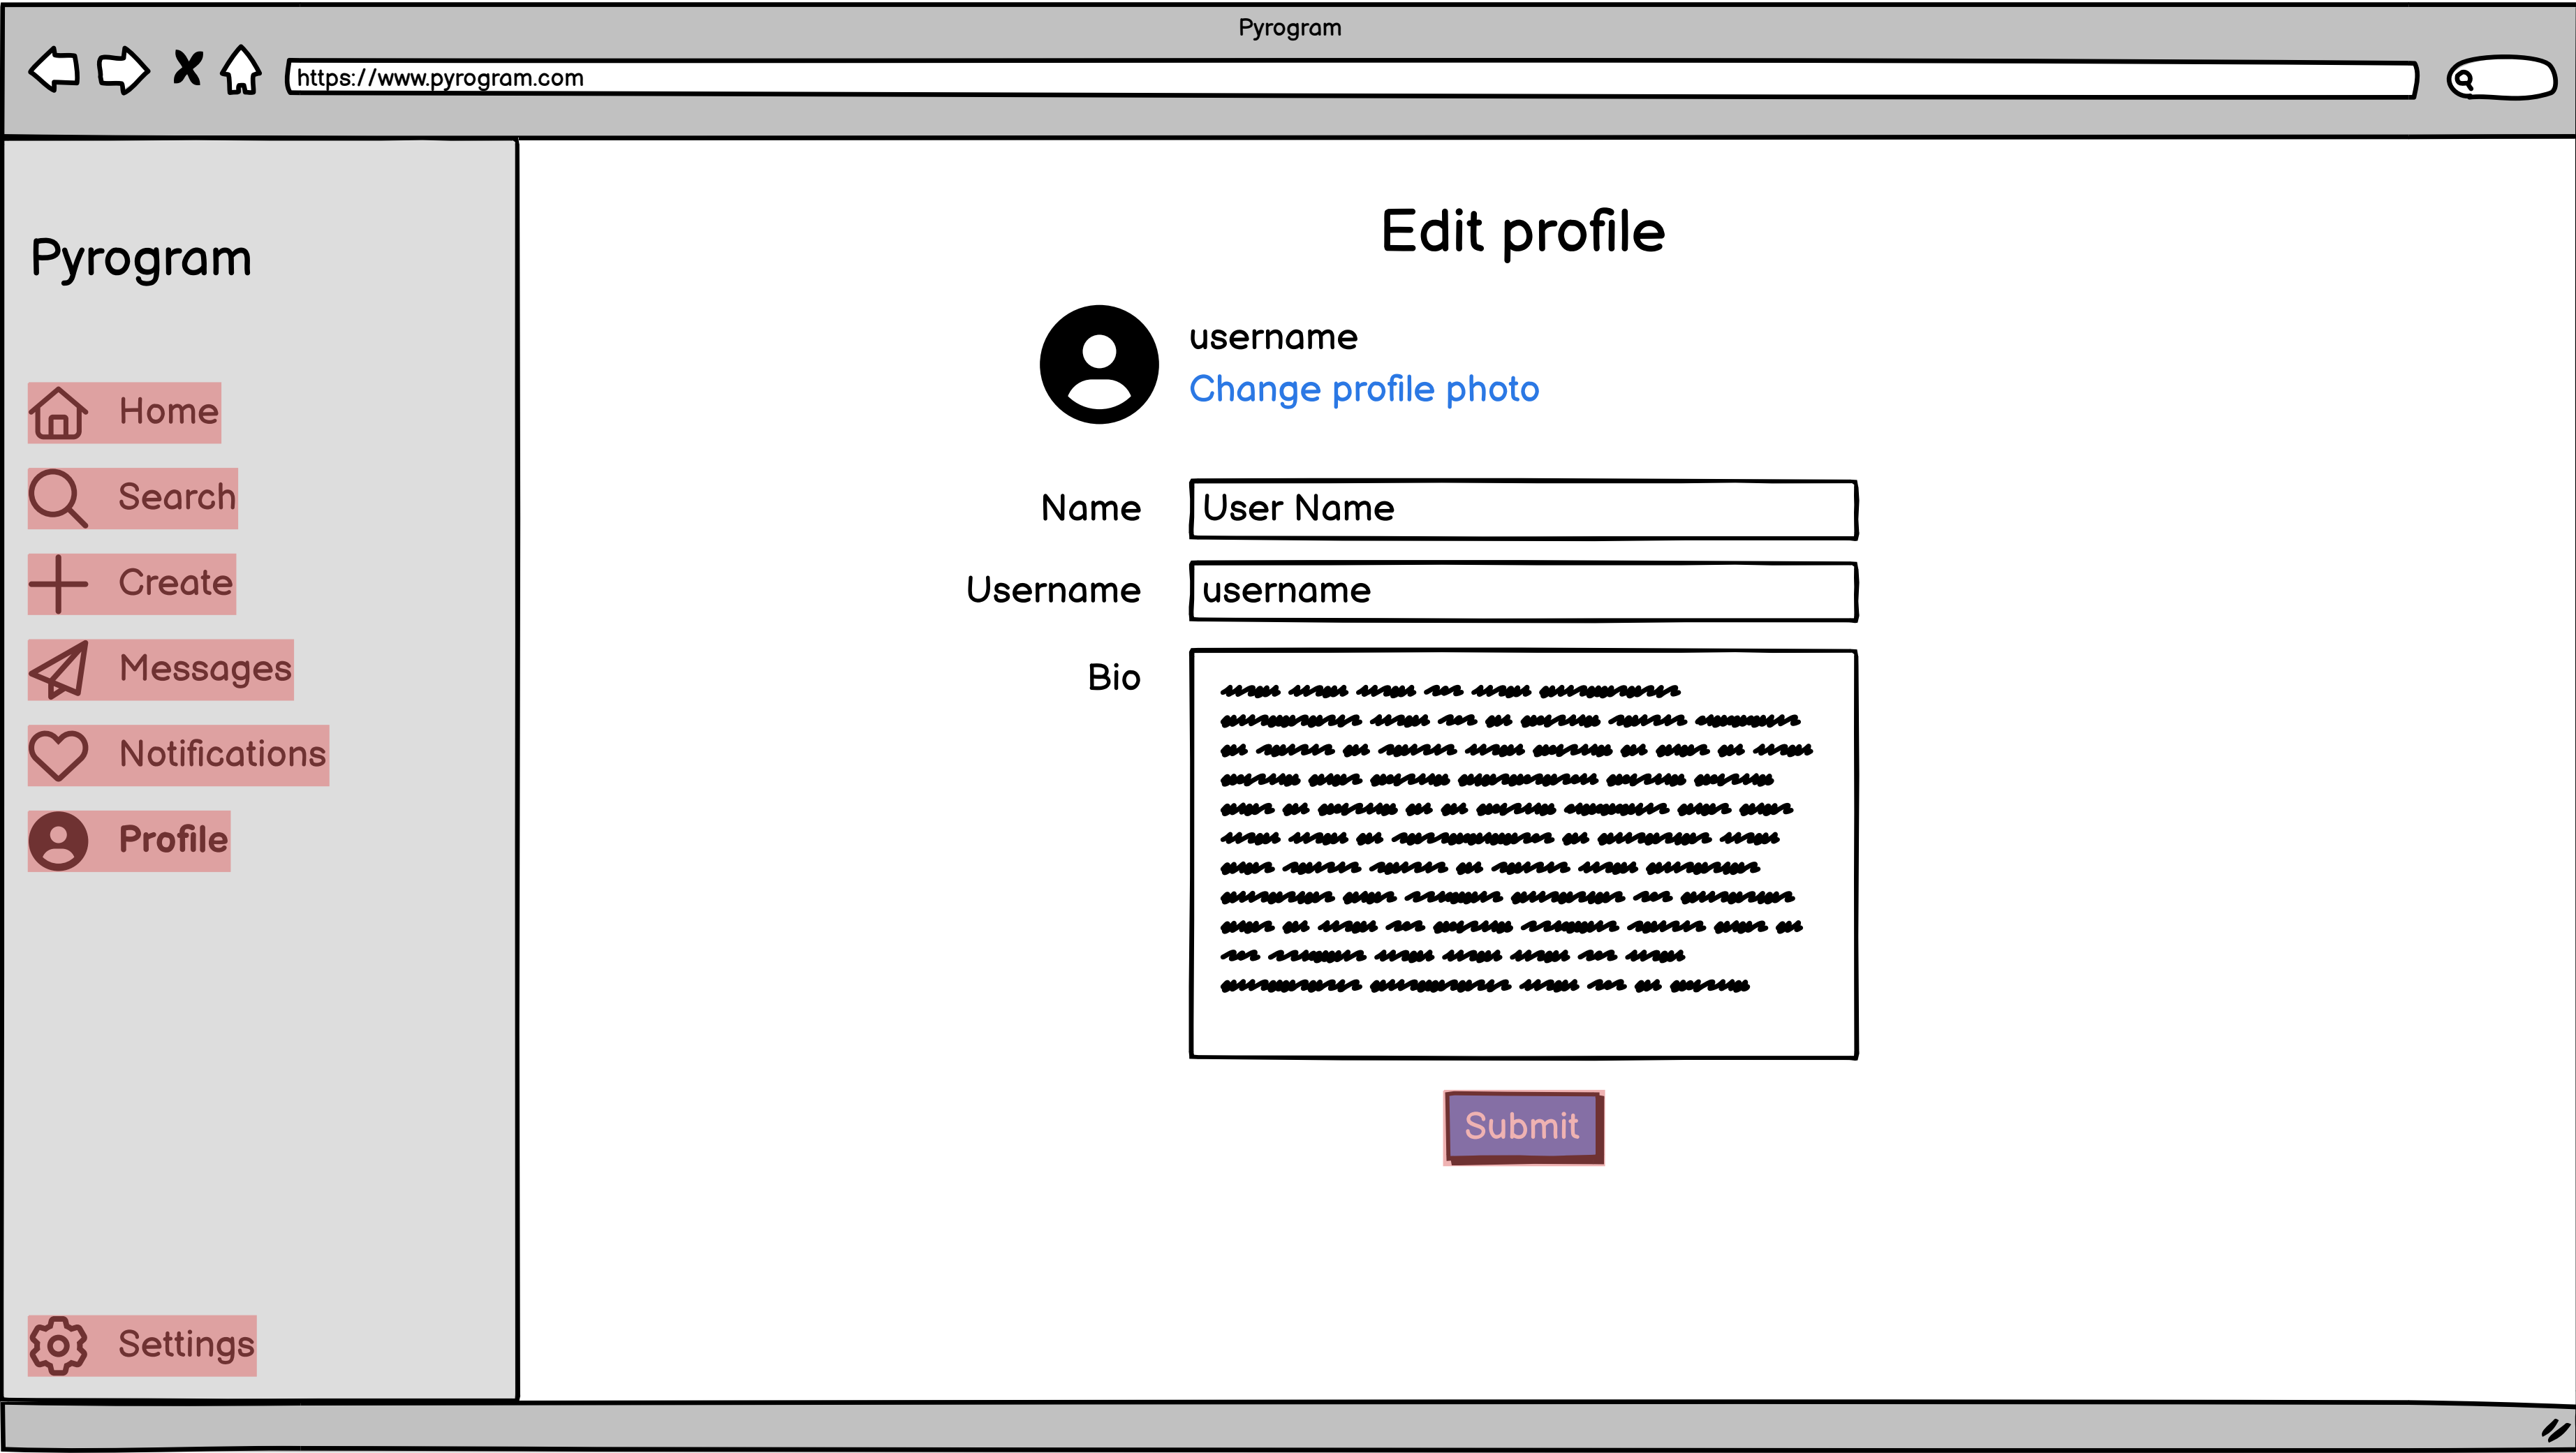 Pyrogram
https://www.pyrogram.com
Pyrogram
Home
Search
Create
Messages
Notifications
Profile
Settings
Edit profile
username
Change profile photo
Name
User Name
Username
username
Bio
Submit